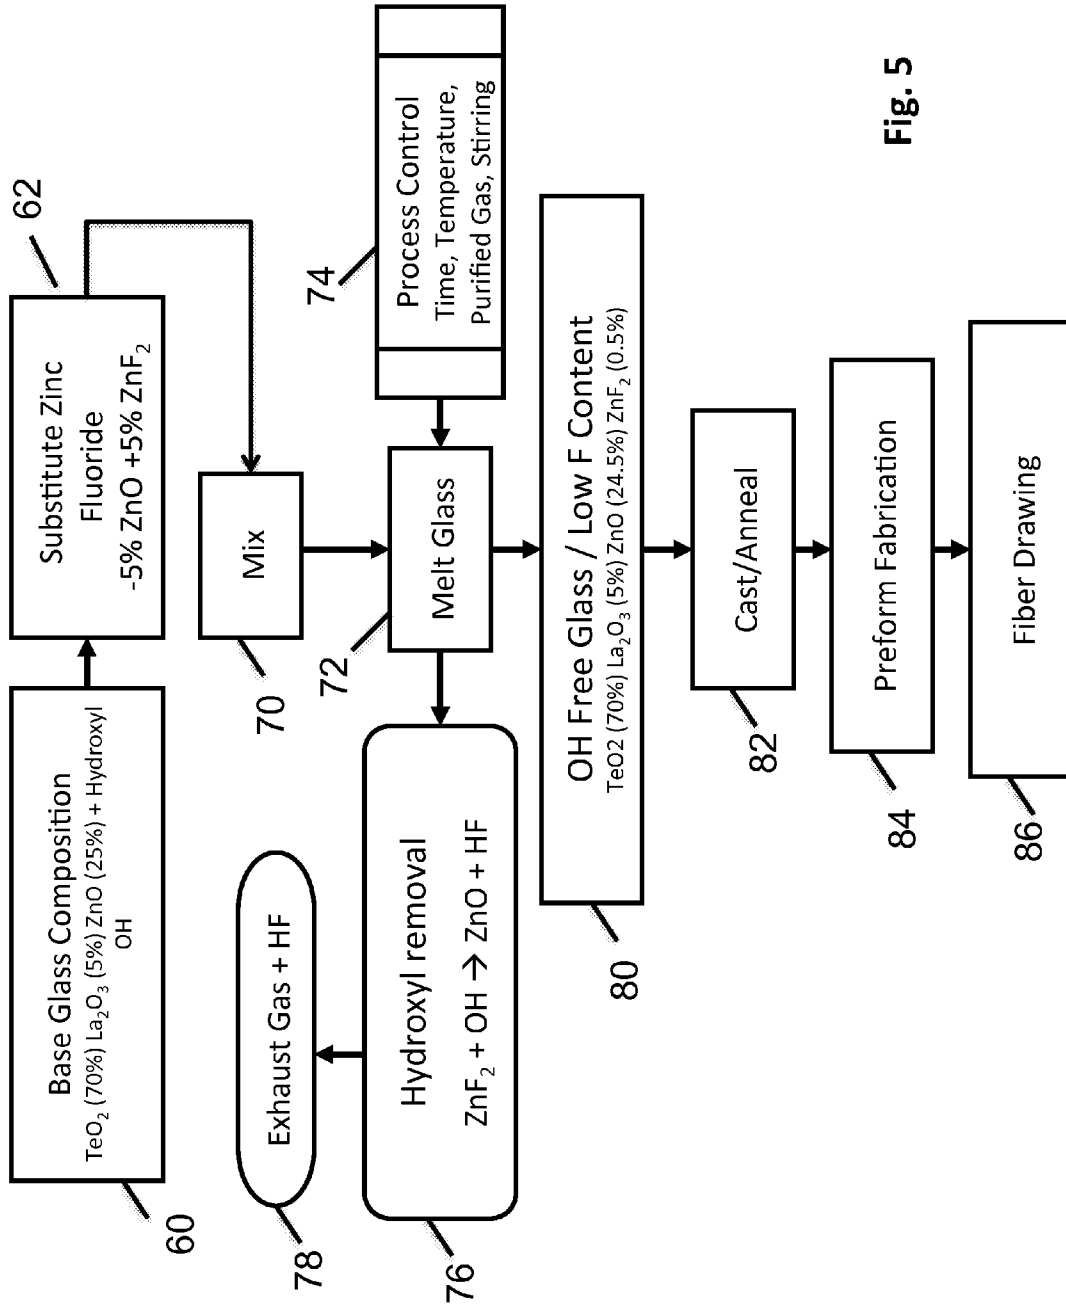 Base Glass Composition
TeO₂ (70%) La₂O₃ (5%) ZnO (25%) + Hydroxyl
OH
60
Substitute Zinc
Fluoride
-5% ZnO +5% ZnF₂
62
Mix
70
Melt Glass
72
Process Control
Time, Temperature,
Purified Gas, Stirring
74
Hydroxyl removal
ZnF₂ + OH → ZnO + HF
76
Exhaust Gas + HF
78
OH Free Glass / Low F Content
TeO2 (70%) La₂O₃ (5%) ZnO (24.5%) ZnF₂ (0.5%)
80
Cast/Anneal
82
Preform Fabrication
84
Fiber Drawing
86
Fig. 5